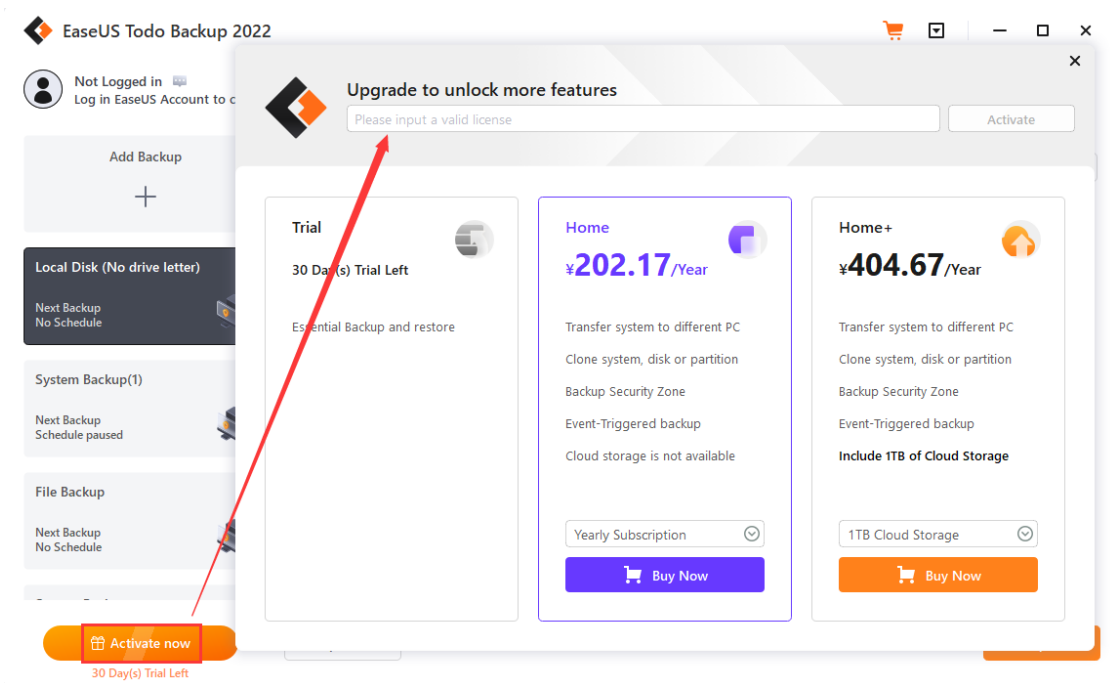 EaseUS Todo Backup 2022
Not Logged in
Log in EaseUS Account to c
Upgrade to unlock more features
Please input a valid license
Activate
Add Backup
Local Disk (No drive letter)
Next Backup
No Schedule
System Backup(1)
Next Backup
Schedule paused
File Backup
Next Backup
No Schedule
Activate now
30 Day(s) Trial Left
Trial
30 Day(s) Trial Left
Essential Backup and restore
Home
¥202.17/Year
Transfer system to different PC
Clone system, disk or partition
Backup Security Zone
Event-Triggered backup
Cloud storage is not available
Yearly Subscription
Buy Now
Home+
¥404.67/Year
Transfer system to different PC
Clone system, disk or partition
Backup Security Zone
Event-Triggered backup
Include 1TB of Cloud Storage
1TB Cloud Storage
Buy Now